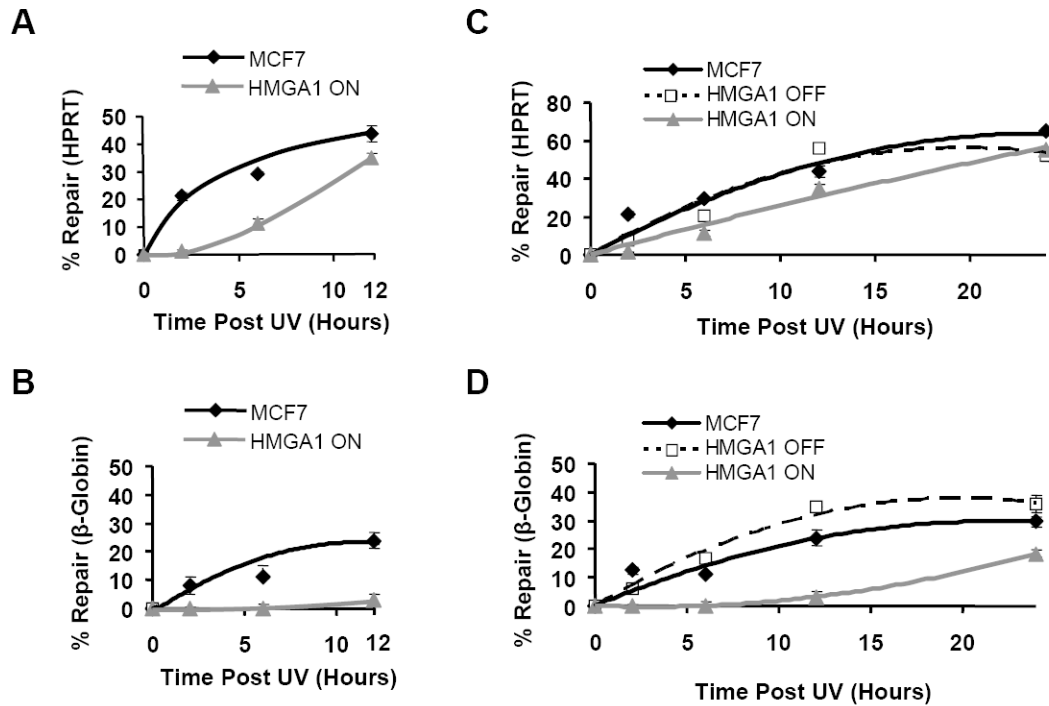 A
MCF7
HMGA1 ON
% Repair (HPRT)
50
40
30
20
10
0
0 5 10 12
Time Post UV (Hours)
C
MCF7
HMGA1 OFF
HMGA1 ON
% Repair (HPRT)
80
60
40
20
0
0 5 10 15 20
Time Post UV (Hours)
B
MCF7
HMGA1 ON
% Repair (β-Globin)
50
40
30
20
10
0
0 5 10 12
Time Post UV (Hours)
D
MCF7
HMGA1 OFF
HMGA1 ON
% Repair (β-Globin)
50
40
30
20
10
0
0 5 10 15 20
Time Post UV (Hours)